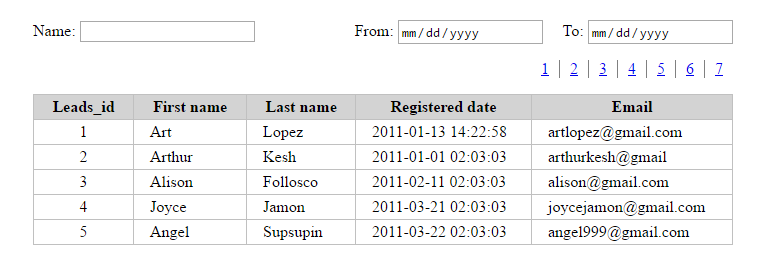 Name: From: mm/dd/yyyy To: mm/dd/yyyy
1 | 2 | 3 | 4 | 5 | 6 | 7
Leads_id First name Last name Registered date Email
1 Art Lopez 2011-01-13 14:22:58 artlopez@gmail.com
2 Arthur Kesh 2011-01-01 02:03:03 arthurkesh@gmail
3 Alison Follosco 2011-02-11 02:03:03 alison@gmail.com
4 Joyce Jamon 2011-03-21 02:03:03 joycejamon@gmail.com
5 Angel Supsupin 2011-03-22 02:03:03 angel999@gmail.com